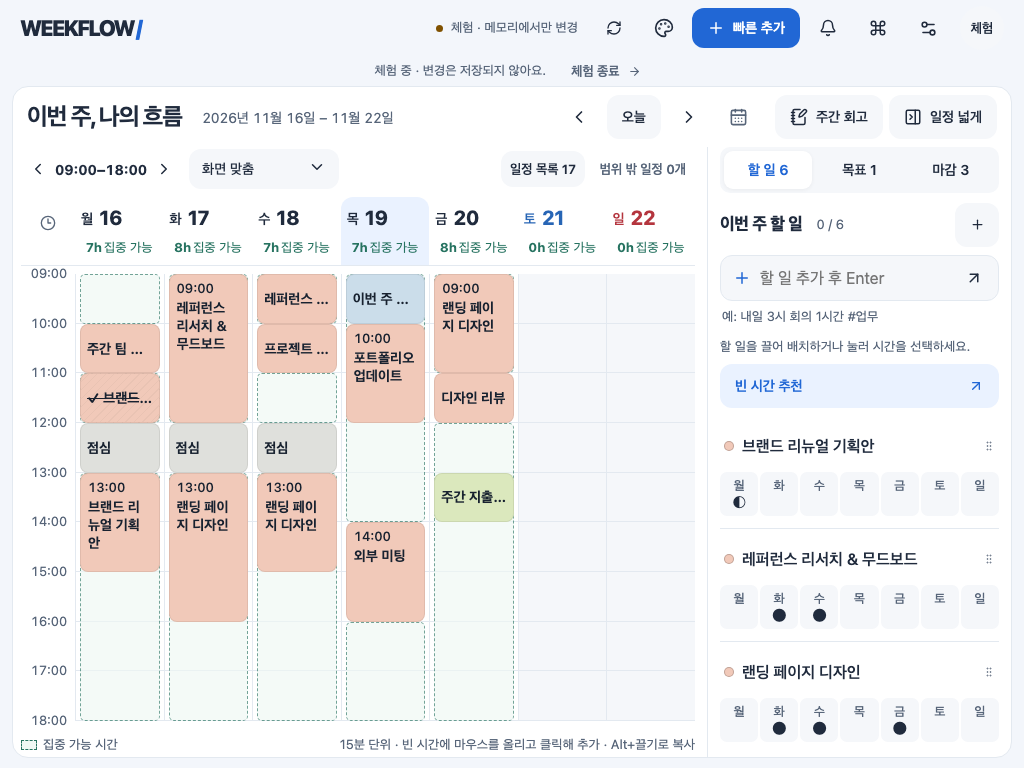 WEEKFLOW/
체험 · 메모리에서만 변경
빠른 추가
체험
체험 중 · 변경은 저장되지 않아요.
체험 종료 →
이번 주, 나의 흐름
2026년 11월 16일 – 11월 22일
오늘
주간 회고
일정 넓게
09:00–18:00
화면 맞춤
일정 목록 17
범위 밖 일정 0개
월 16
화 17
수 18
목 19
금 20
토 21
일 22
7h 집중 가능
8h 집중 가능
7h 집중 가능
7h 집중 가능
8h 집중 가능
0h 집중 가능
0h 집중 가능
09:00
10:00
11:00
12:00
13:00
14:00
15:00
16:00
17:00
18:00
주간 팀 ...
브랜드...
점심
13:00
브랜드 리
뉴얼 기획
안
09:00
레퍼런스
리서치 &
무드보드
점심
13:00
랜딩 페이
지 디자인
레퍼런스 ...
프로젝트 ...
점심
13:00
랜딩 페이
지 디자인
이번 주 ...
10:00
포트폴리오
업데이트
14:00
외부 미팅
09:00
랜딩 페이
지 디자인
디자인 리뷰
주간 지출...
집중 가능 시간
15분 단위 · 빈 시간에 마우스를 올리고 클릭해 추가 · Alt+끌기로 복사
할 일 6
목표 1
마감 3
이번 주 할 일
0 / 6
할 일 추가 후 Enter
예: 내일 3시 회의 1시간 #업무
할 일을 끌어 배치하거나 눌러 시간을 선택하세요.
빈 시간 추천
브랜드 리뉴얼 기획안
월 화 수 목 금 토 일
레퍼런스 리서치 & 무드보드
월 화 수 목 금 토 일
랜딩 페이지 디자인
월 화 수 목 금 토 일